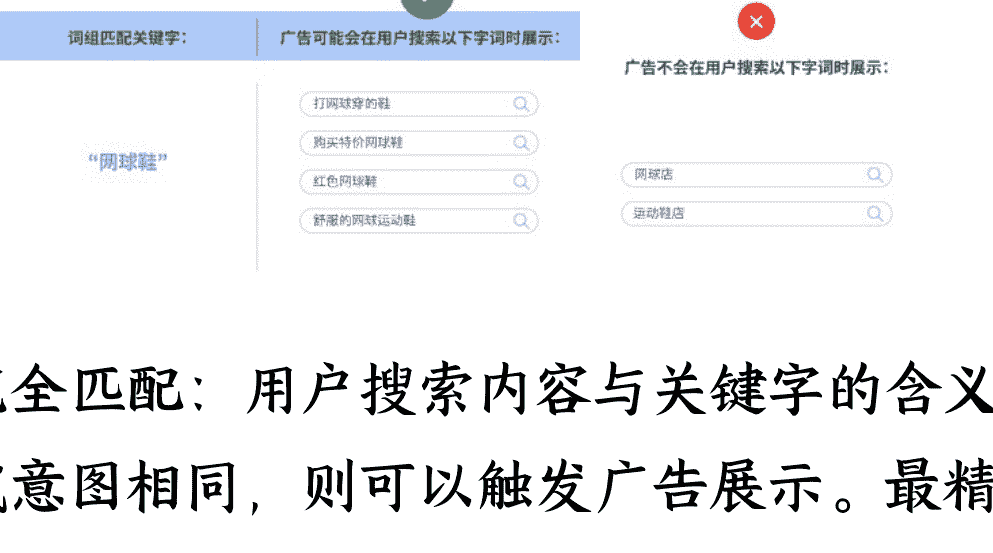 词组匹配关键字：
广告可能会在用户搜索以下字词时展示：
广告不会在用户搜索以下字词时展示：
“网球鞋”
打网球穿的鞋
购买特价网球鞋
红色网球鞋
舒服的网球运动鞋
网球店
运动鞋店
全匹配：用户搜索内容与关键字的含义
意图相同，则可以触发广告展示。最精